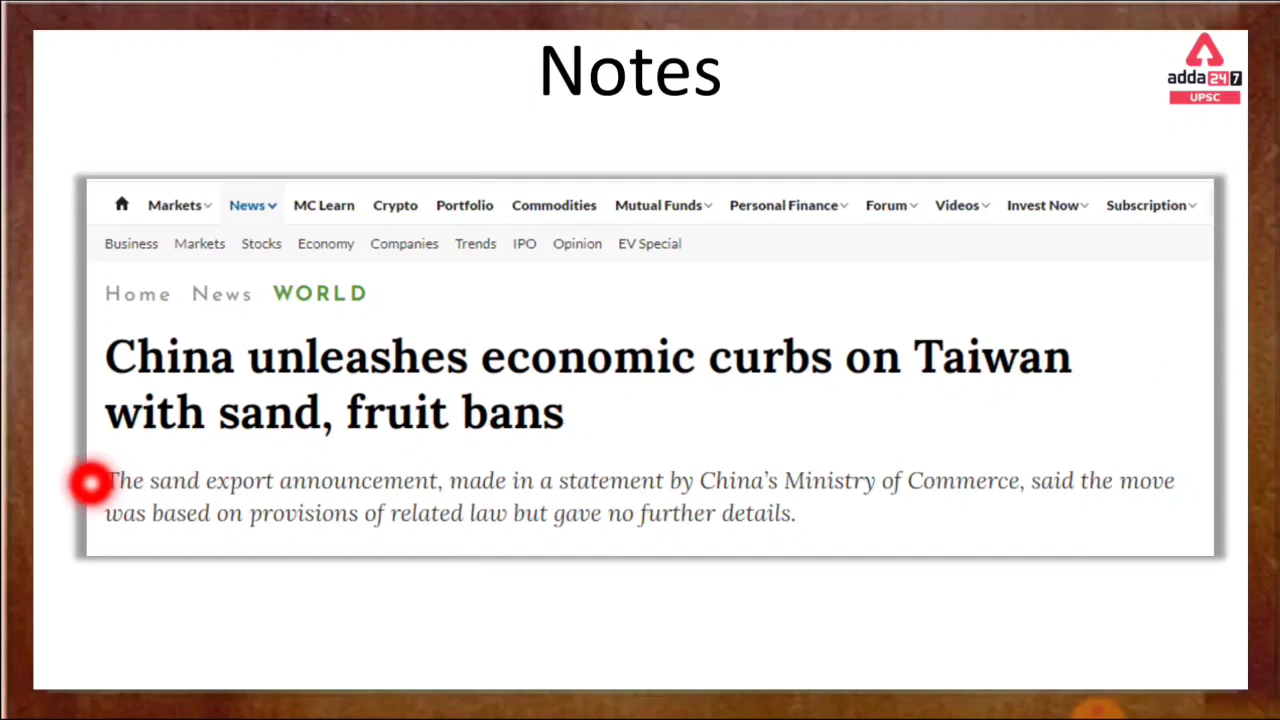 Notes
adda247
UPSC
Markets News MC Learn Crypto Portfolio Commodities Mutual Funds Personal Finance Forum Videos Invest Now Subscription
Business Markets Stocks Economy Companies Trends IPO Opinion EV Special
Home News WORLD
China unleashes economic curbs on Taiwan
with sand, fruit bans
The sand export announcement, made in a statement by China's Ministry of Commerce, said the move
was based on provisions of related law but gave no further details.